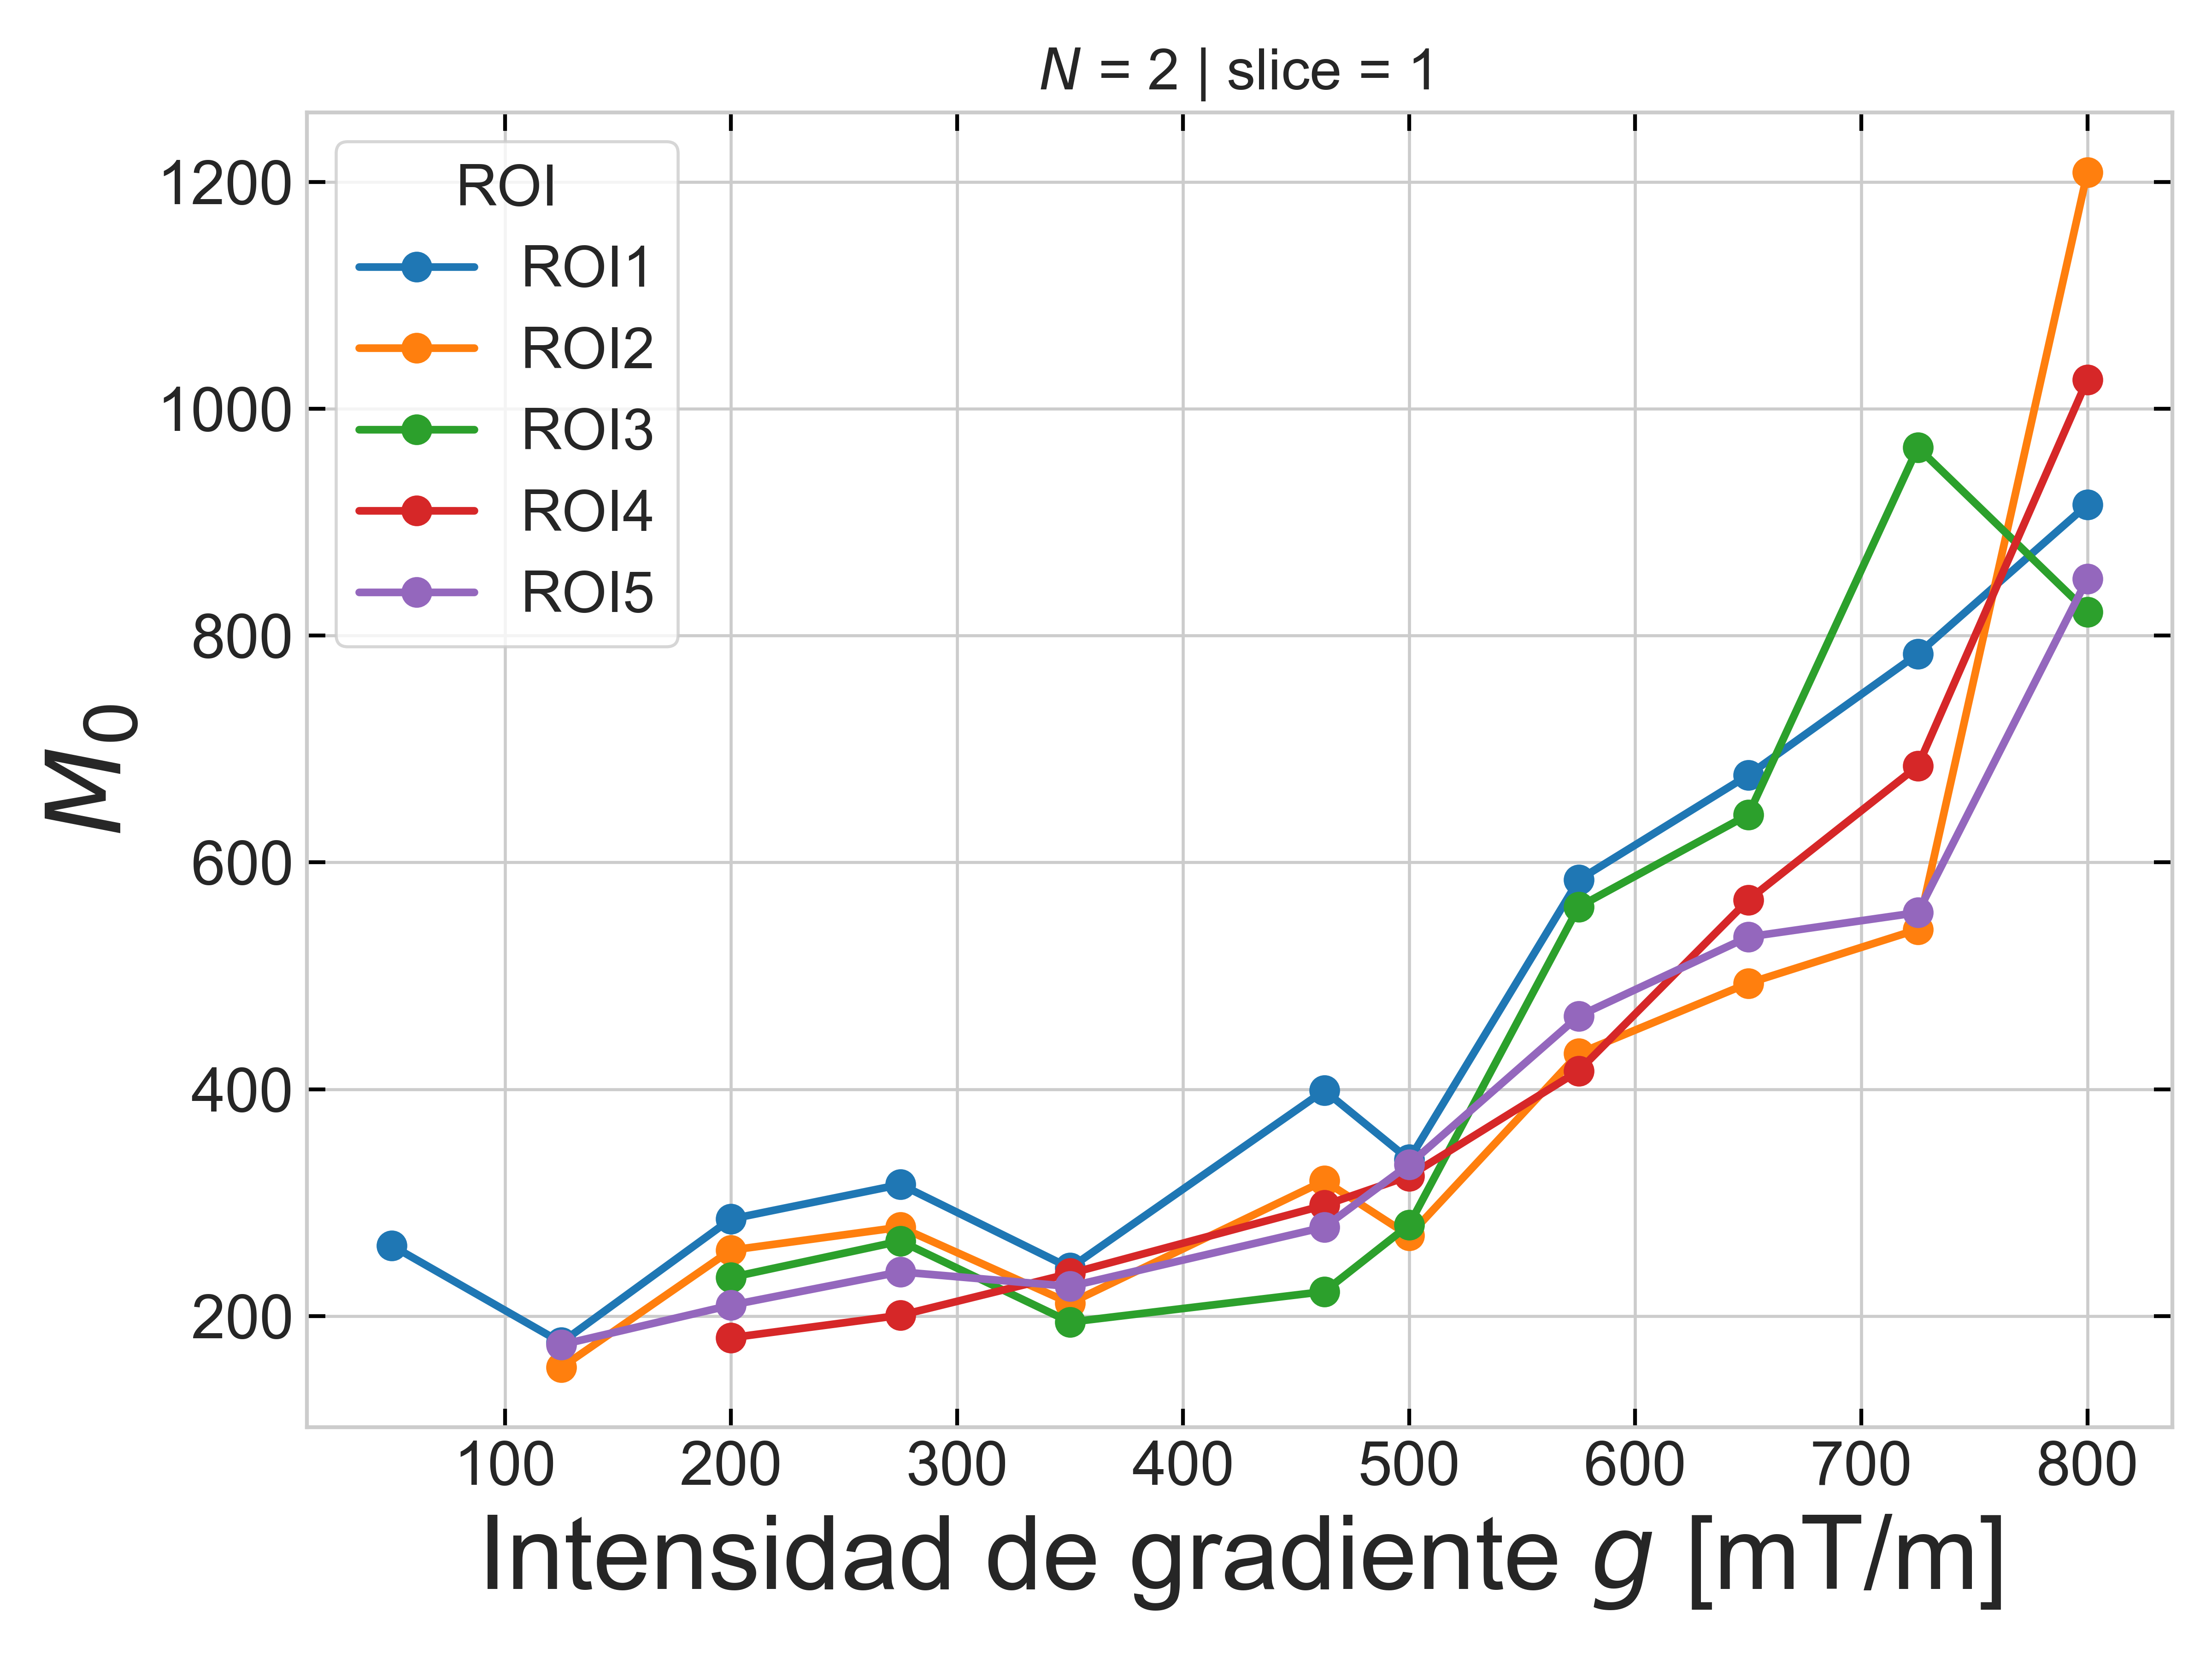 N = 2 | slice = 1
ROI
ROI1
ROI2
ROI3
ROI4
ROI5
1200
1000
800
600
400
200
M0
100 200 300 400 500 600 700 800
Intensidad de gradiente g [mT/m]